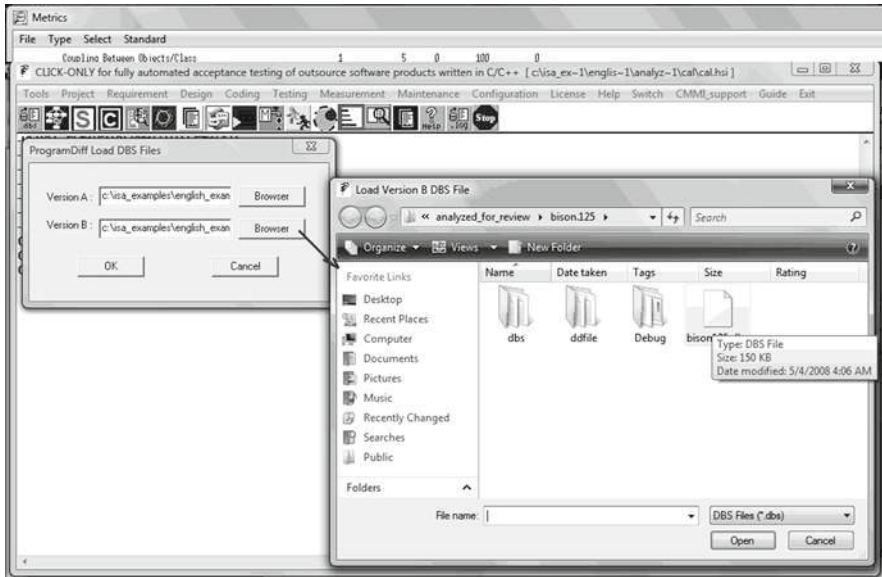 Metrics
File Type Select Standard
Coupling Between Objects/Class 1 5 0 100 0
CLICK-ONLY for fully automated acceptance testing of outsource software products written in C/C++ [ c:\isa_ex~1\englis~1\analyz~1\cal\cal.hsi ]
Tools Project Requirement Design Coding Testing Measurement Maintenance Configuration License Help Switch CMMI_support Guide Exit
dbs
S
C
Help
.log
Stop
ProgramDiff Load DBS Files
Version A : c:\isa_examples\english_exan Browser
Version B : c:\isa_examples\english_exan Browser
OK Cancel
Load Version B DBS File
« analyzed_for_review bison.125
Search
Organize Views New Folder
Favorite Links
Desktop
Recent Places
Computer
Documents
Pictures
Music
Recently Changed
Searches
Public
Folders
Name Date taken Tags Size Rating
dbs ddfile Debug
Type: DBS File
Size: 150 KB
Date modified: 5/4/2008 4:06 AM
File name: DBS Files (*.dbs)
Open Cancel